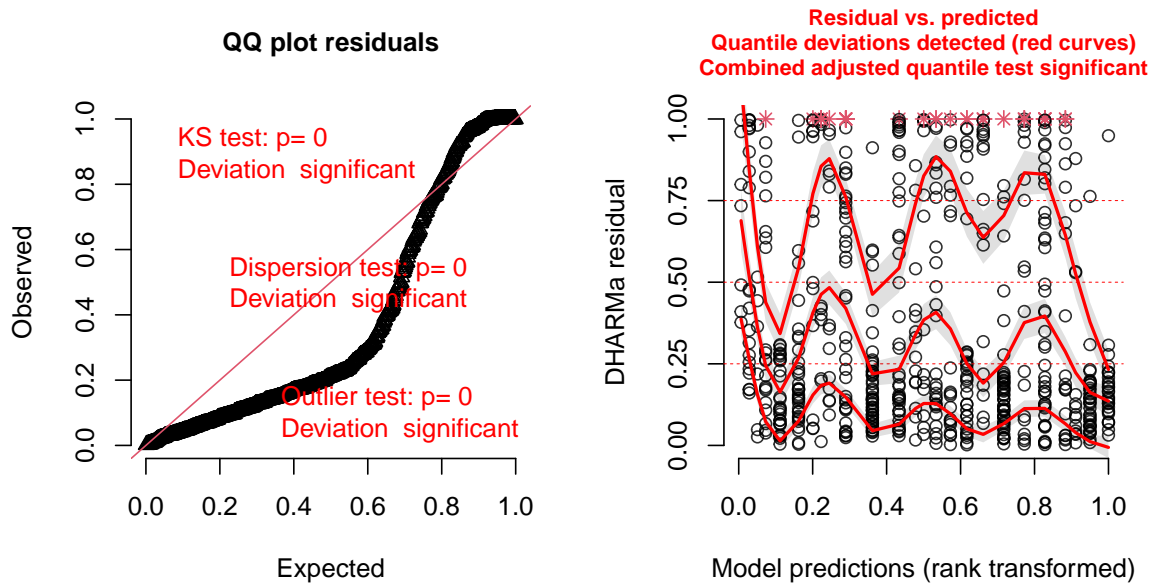 QQ plot residuals
KS test: p= 0
Deviation  significant
Dispersion test: p= 0
Deviation  significant
Outlier test: p= 0
Deviation  significant
Observed
0.0 0.2 0.4 0.6 0.8 1.0
0.0 0.2 0.4 0.6 0.8 1.0
Expected
Residual vs. predicted
Quantile deviations detected (red curves)
Combined adjusted quantile test significant
DHARMa residual
0.00 0.25 0.50 0.75 1.00
0.0 0.2 0.4 0.6 0.8 1.0
Model predictions (rank transformed)